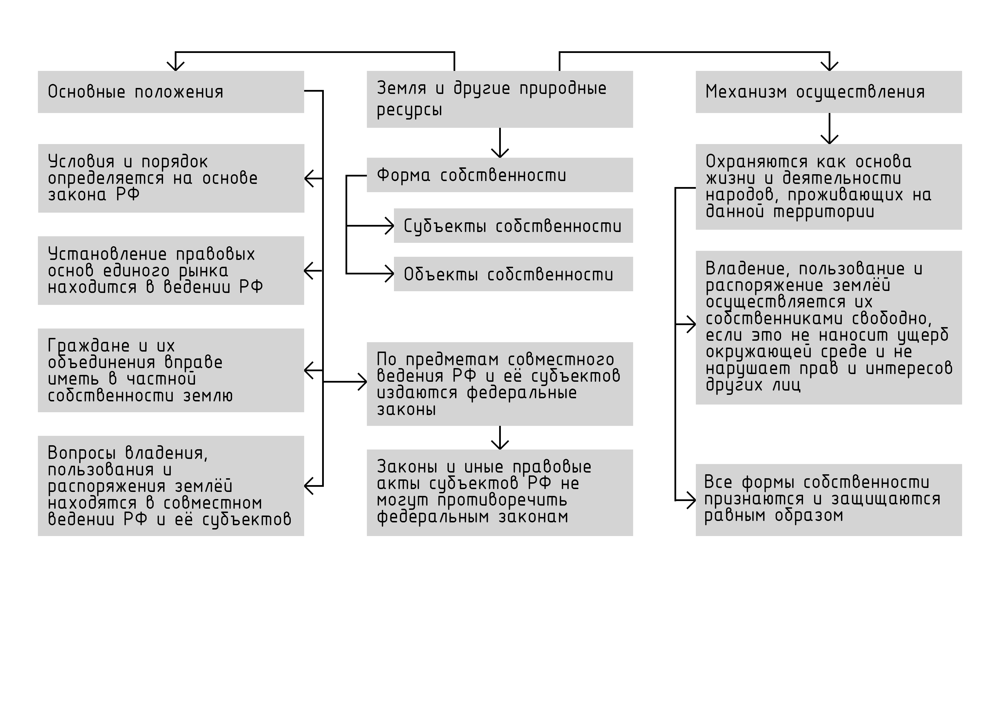 Основные положения
Условия и порядок
определяется на основе
закона РФ
Установление правовых
основ единого рынка
находится в ведении РФ
Граждане и их
объединения вправе
иметь в частной
собственности землю
Вопросы владения,
пользования и
распоряжения землёй
находятся в совместном
ведении РФ и её субъектов
Земля и другие природные
ресурсы
Форма собственности
Субъекты собственности
Объекты собственности
По предметам совместного
ведения РФ и её субъектов
издаются федеральные
законы
Законы и иные правовые
акты субъектов РФ не
могут противоречить
федеральным законам
Механизм осуществления
Охраняются как основа
жизни и деятельности
народов, проживающих на
данной территории
Владение, пользование и
распоряжение землёй
осуществляется их
собственниками свободно,
если это не наносит ущерб
окружающей среде и не
нарушает прав и интересов
других лиц
Все формы собственности
признаются и защищаются
равным образом